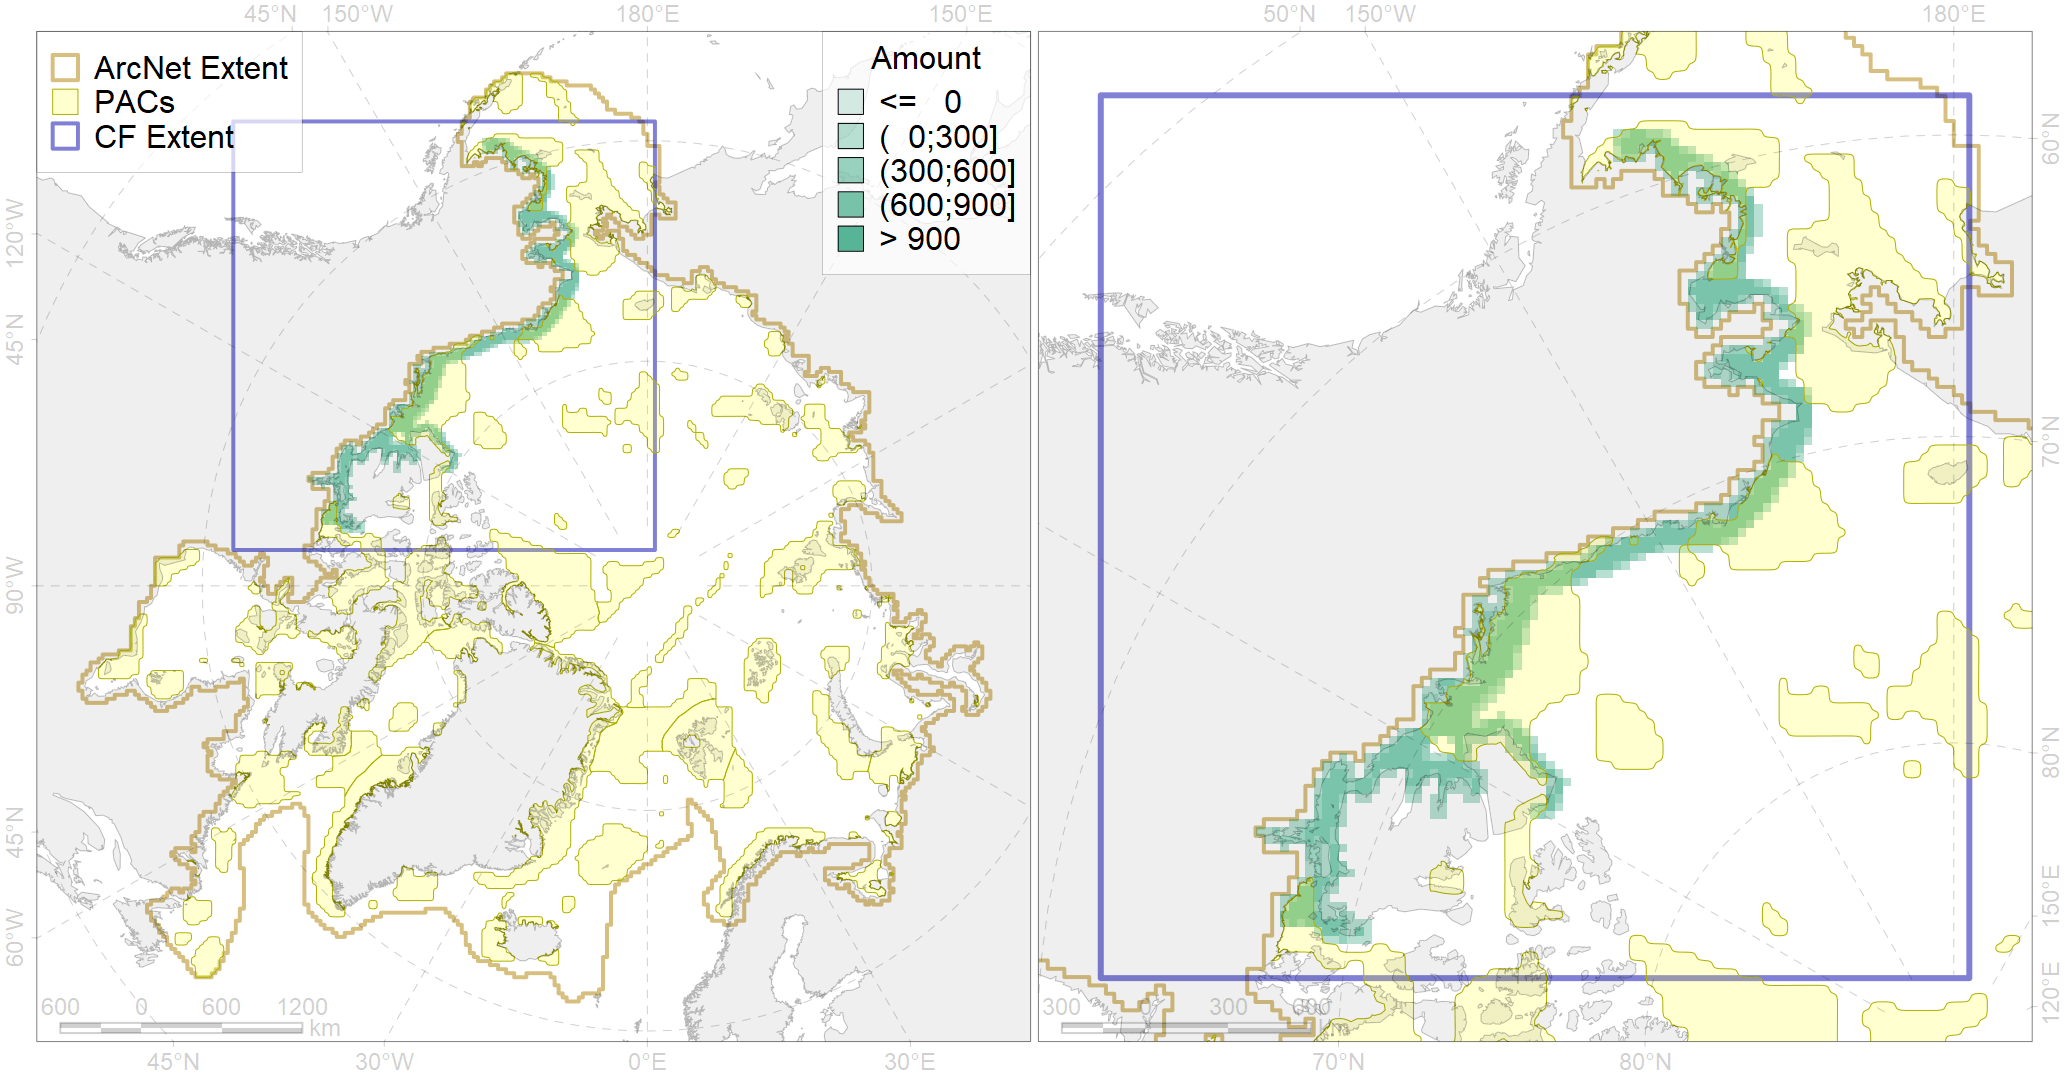 45°N 150°W 180°E 150°E
50°N 150°W 180°E
ArcNet Extent
PACs
CF Extent
Amount
<= 0
( 0;300]
(300;600]
(600;900]
> 900
120°W
45°N
90°W
45°N
60°W
60°N
70°N
80°N
150°E
120°E
600 0 600 1200
km
300 0 300 600
45°N 30°W 0°E 30°E
70°N 80°N